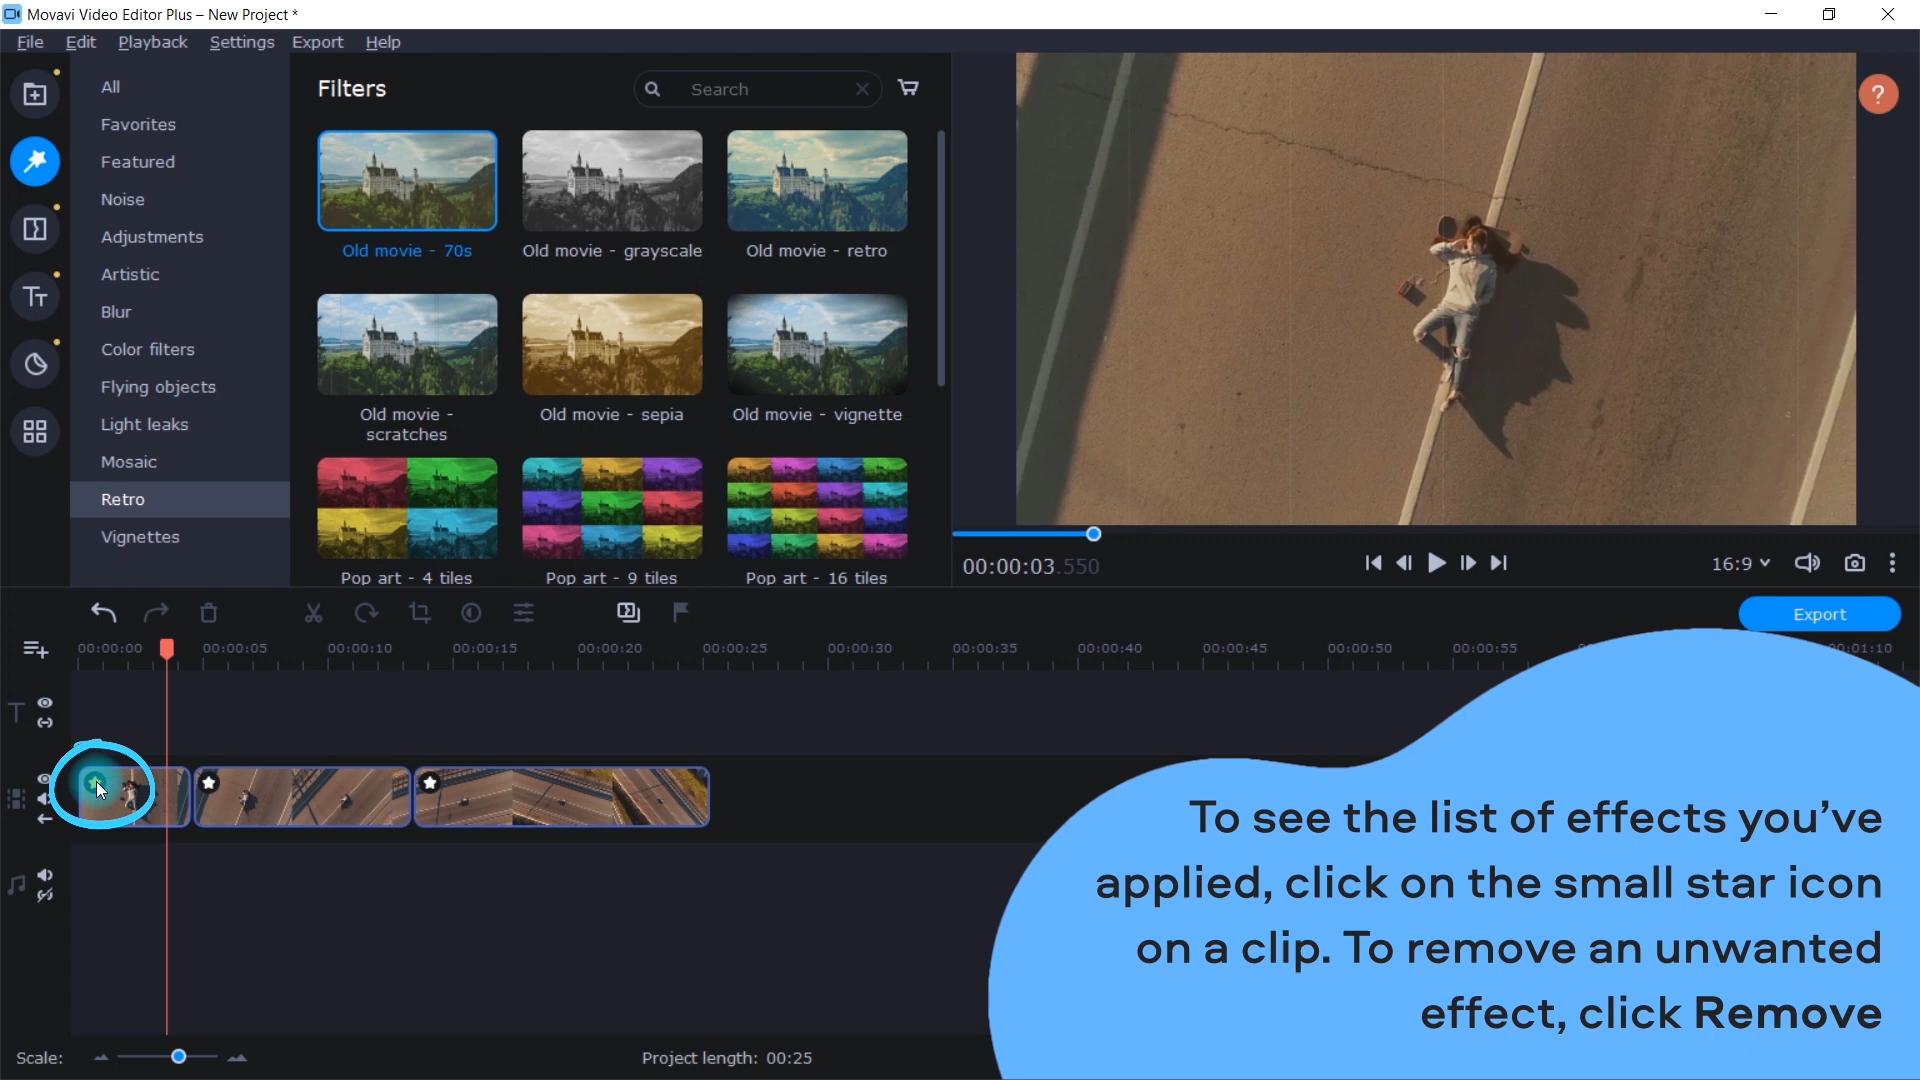 Movavi Video Editor Plus – New Project *
File Edit Playback Settings Export Help
All
Favorites
Featured
Noise
Adjustments
Artistic
Blur
Color filters
Flying objects
Light leaks
Mosaic
Retro
Vignettes
Filters
Search
Old movie - 70s
Old movie - grayscale
Old movie - retro
Old movie -
scratches
Old movie - sepia
Old movie - vignette
Pop art - 4 tiles
Pop art - 9 tiles
Pop art - 16 tiles
?
00:00:03.550
16:9
Export
00:00:00 00:00:05 00:00:10 00:00:15 00:00:20 00:00:25 00:00:30 00:00:35 00:00:40 00:00:45 00:00:50 00:00:55 00:01:10
To see the list of effects you’ve
applied, click on the small star icon
on a clip. To remove an unwanted
effect, click Remove
Scale:
Project length: 00:25